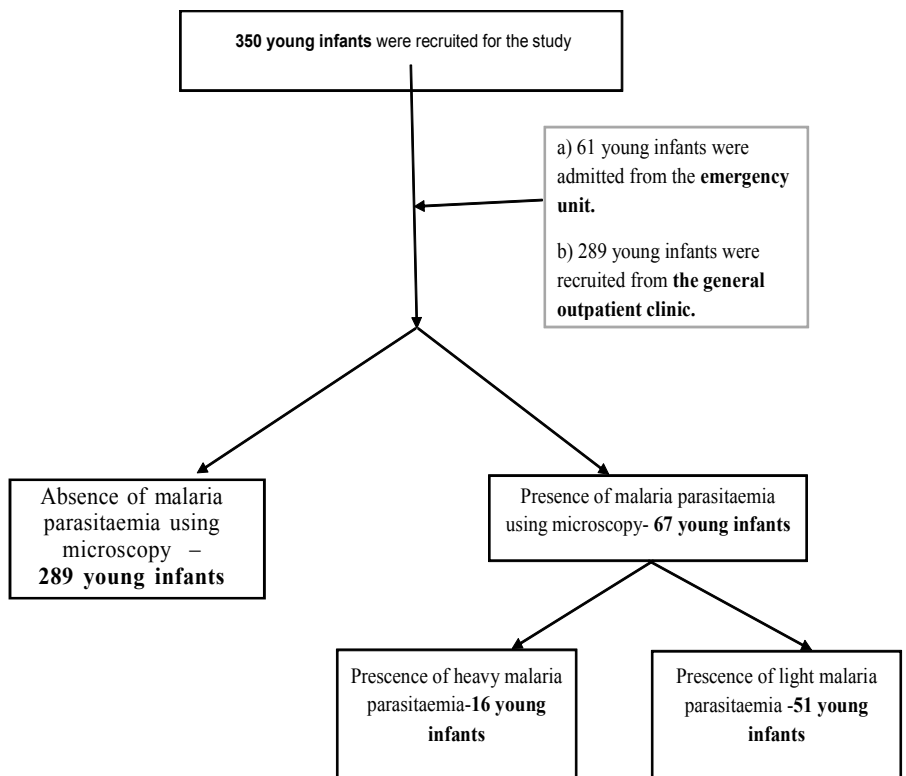 350 young infants were recruited for the study
a) 61 young infants were
admitted from the emergency
unit.
b) 289 young infants were
recruited from the general
outpatient clinic.
Absence of malaria
parasitaemia using
microscopy –
289 young infants
Presence of malaria parasitaemia
using microscopy- 67 young infants
Prescence of heavy malaria
parasitaemia-16 young
infants
Prescence of light malaria
parasitaemia -51 young
infants